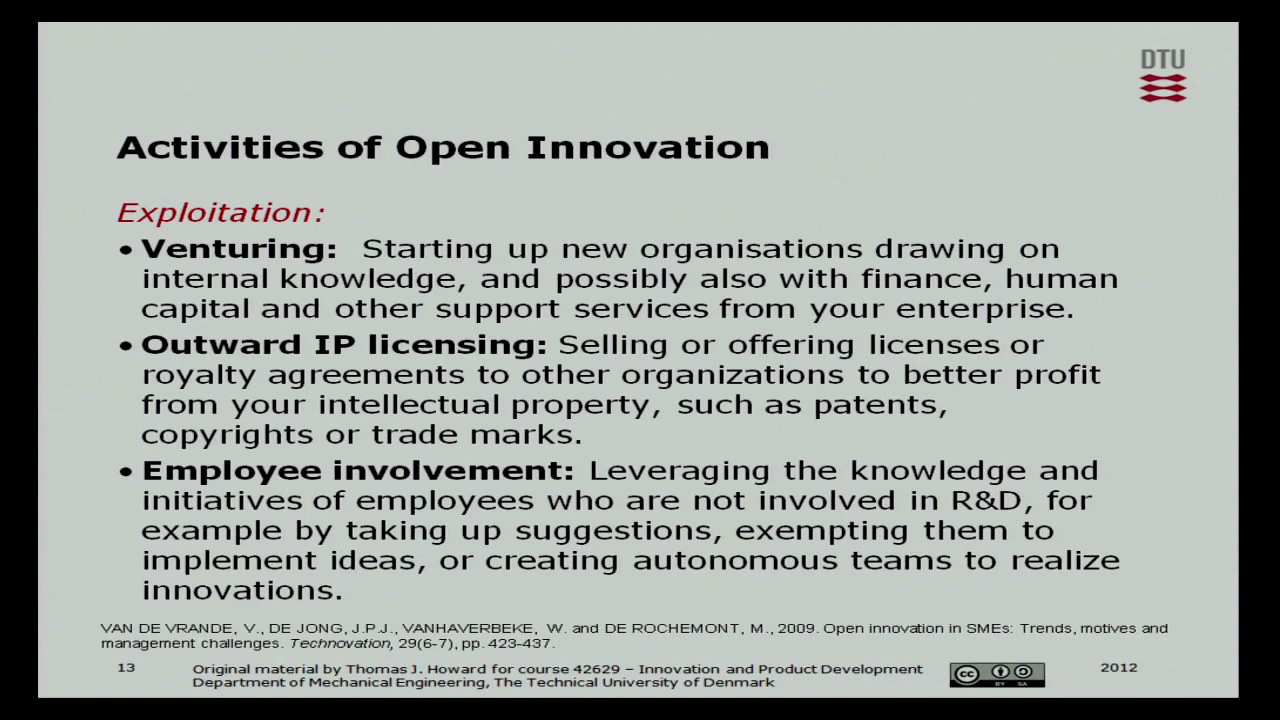 DTU
Activities of Open Innovation
Exploitation:
• Venturing: Starting up new organisations drawing on
internal knowledge, and possibly also with finance, human
capital and other support services from your enterprise.
• Outward IP licensing: Selling or offering licenses or
royalty agreements to other organizations to better profit
from your intellectual property, such as patents,
copyrights or trade marks.
• Employee involvement: Leveraging the knowledge and
initiatives of employees who are not involved in R&D, for
example by taking up suggestions, exempting them to
implement ideas, or creating autonomous teams to realize
innovations.
VAN DE VRANDE, V., DE JONG, J.P.J., VANHAVERBEKE, W. and DE ROCHEMONT, M., 2009. Open innovation in SMEs: Trends, motives and
management challenges. Technovation, 29(6-7), pp. 423-437.
13
Original material by Thomas J. Howard for course 42629 – Innovation and Product Development
Department of Mechanical Engineering, The Technical University of Denmark
cc BY SA
2012